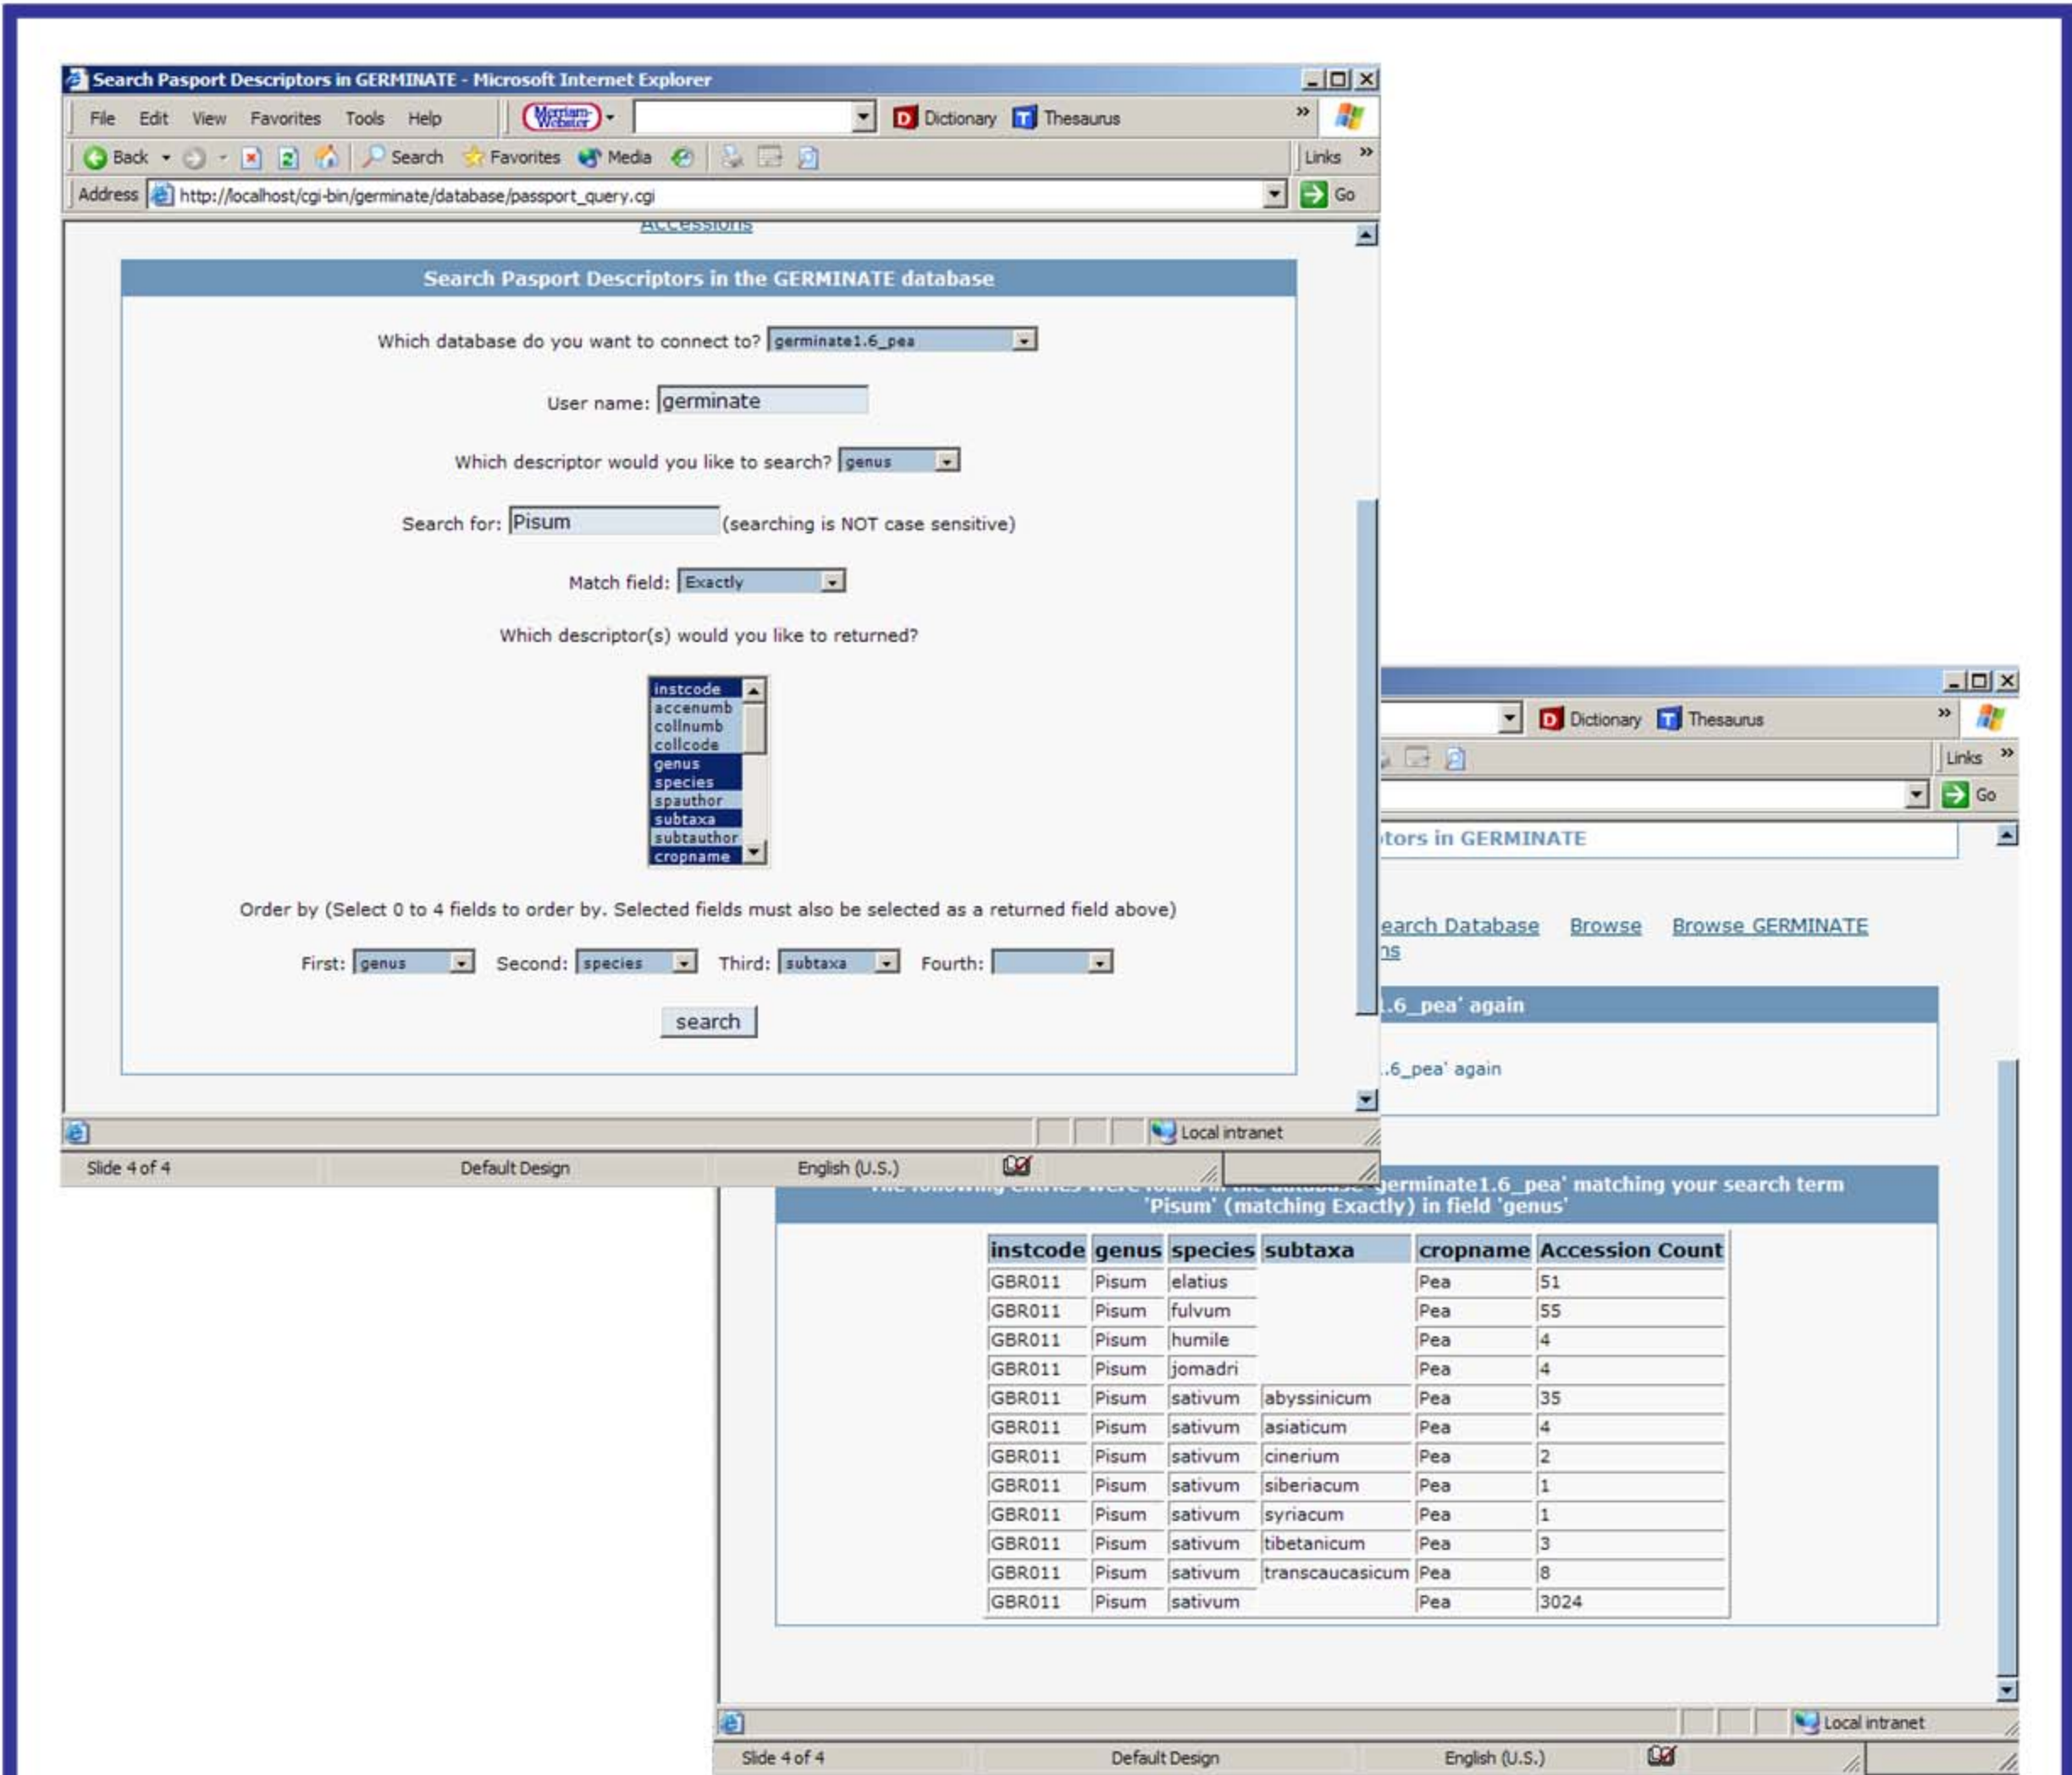 Search Pasport Descriptors in GERMINATE - Microsoft Internet Explorer
File Edit View Favorites Tools Help Merriam-Webster Dictionary Thesaurus »
Back Search Favorites Media Links »
Address http://localhost/cgi-bin/germinate/database/passport_query.cgi Go
Accessions
Search Pasport Descriptors in the GERMINATE database
Which database do you want to connect to? germinate1.6_pea
User name: germinate
Which descriptor would you like to search? genus
Search for: Pisum (searching is NOT case sensitive)
Match field: Exactly
Which descriptor(s) would you like to returned?
instcode
accenumb
collnumb
collcode
genus
species
spauthor
subtaxa
subtauthor
cropname
Order by (Select 0 to 4 fields to order by. Selected fields must also be selected as a returned field above)
First: genus Second: species Third: subtaxa Fourth:
search
Local intranet
Slide 4 of 4 Default Design English (U.S.)
Dictionary Thesaurus »
Links »
Go
tors in GERMINATE
earch Database Browse Browse GERMINATE
ns
.6_pea' again
.6_pea' again
The following entries were found in the database 'germinate1.6_pea' matching your search term
'Pisum' (matching Exactly) in field 'genus'
instcode genus species subtaxa cropname Accession Count
GBR011 Pisum elatius Pea 51
GBR011 Pisum fulvum Pea 55
GBR011 Pisum humile Pea 4
GBR011 Pisum jomadri Pea 4
GBR011 Pisum sativum abyssinicum Pea 35
GBR011 Pisum sativum asiaticum Pea 4
GBR011 Pisum sativum cinerium Pea 2
GBR011 Pisum sativum siberiacum Pea 1
GBR011 Pisum sativum syriacum Pea 1
GBR011 Pisum sativum tibetanicum Pea 3
GBR011 Pisum sativum transcaucasicum Pea 8
GBR011 Pisum sativum Pea 3024
Local intranet
Slide 4 of 4 Default Design English (U.S.)